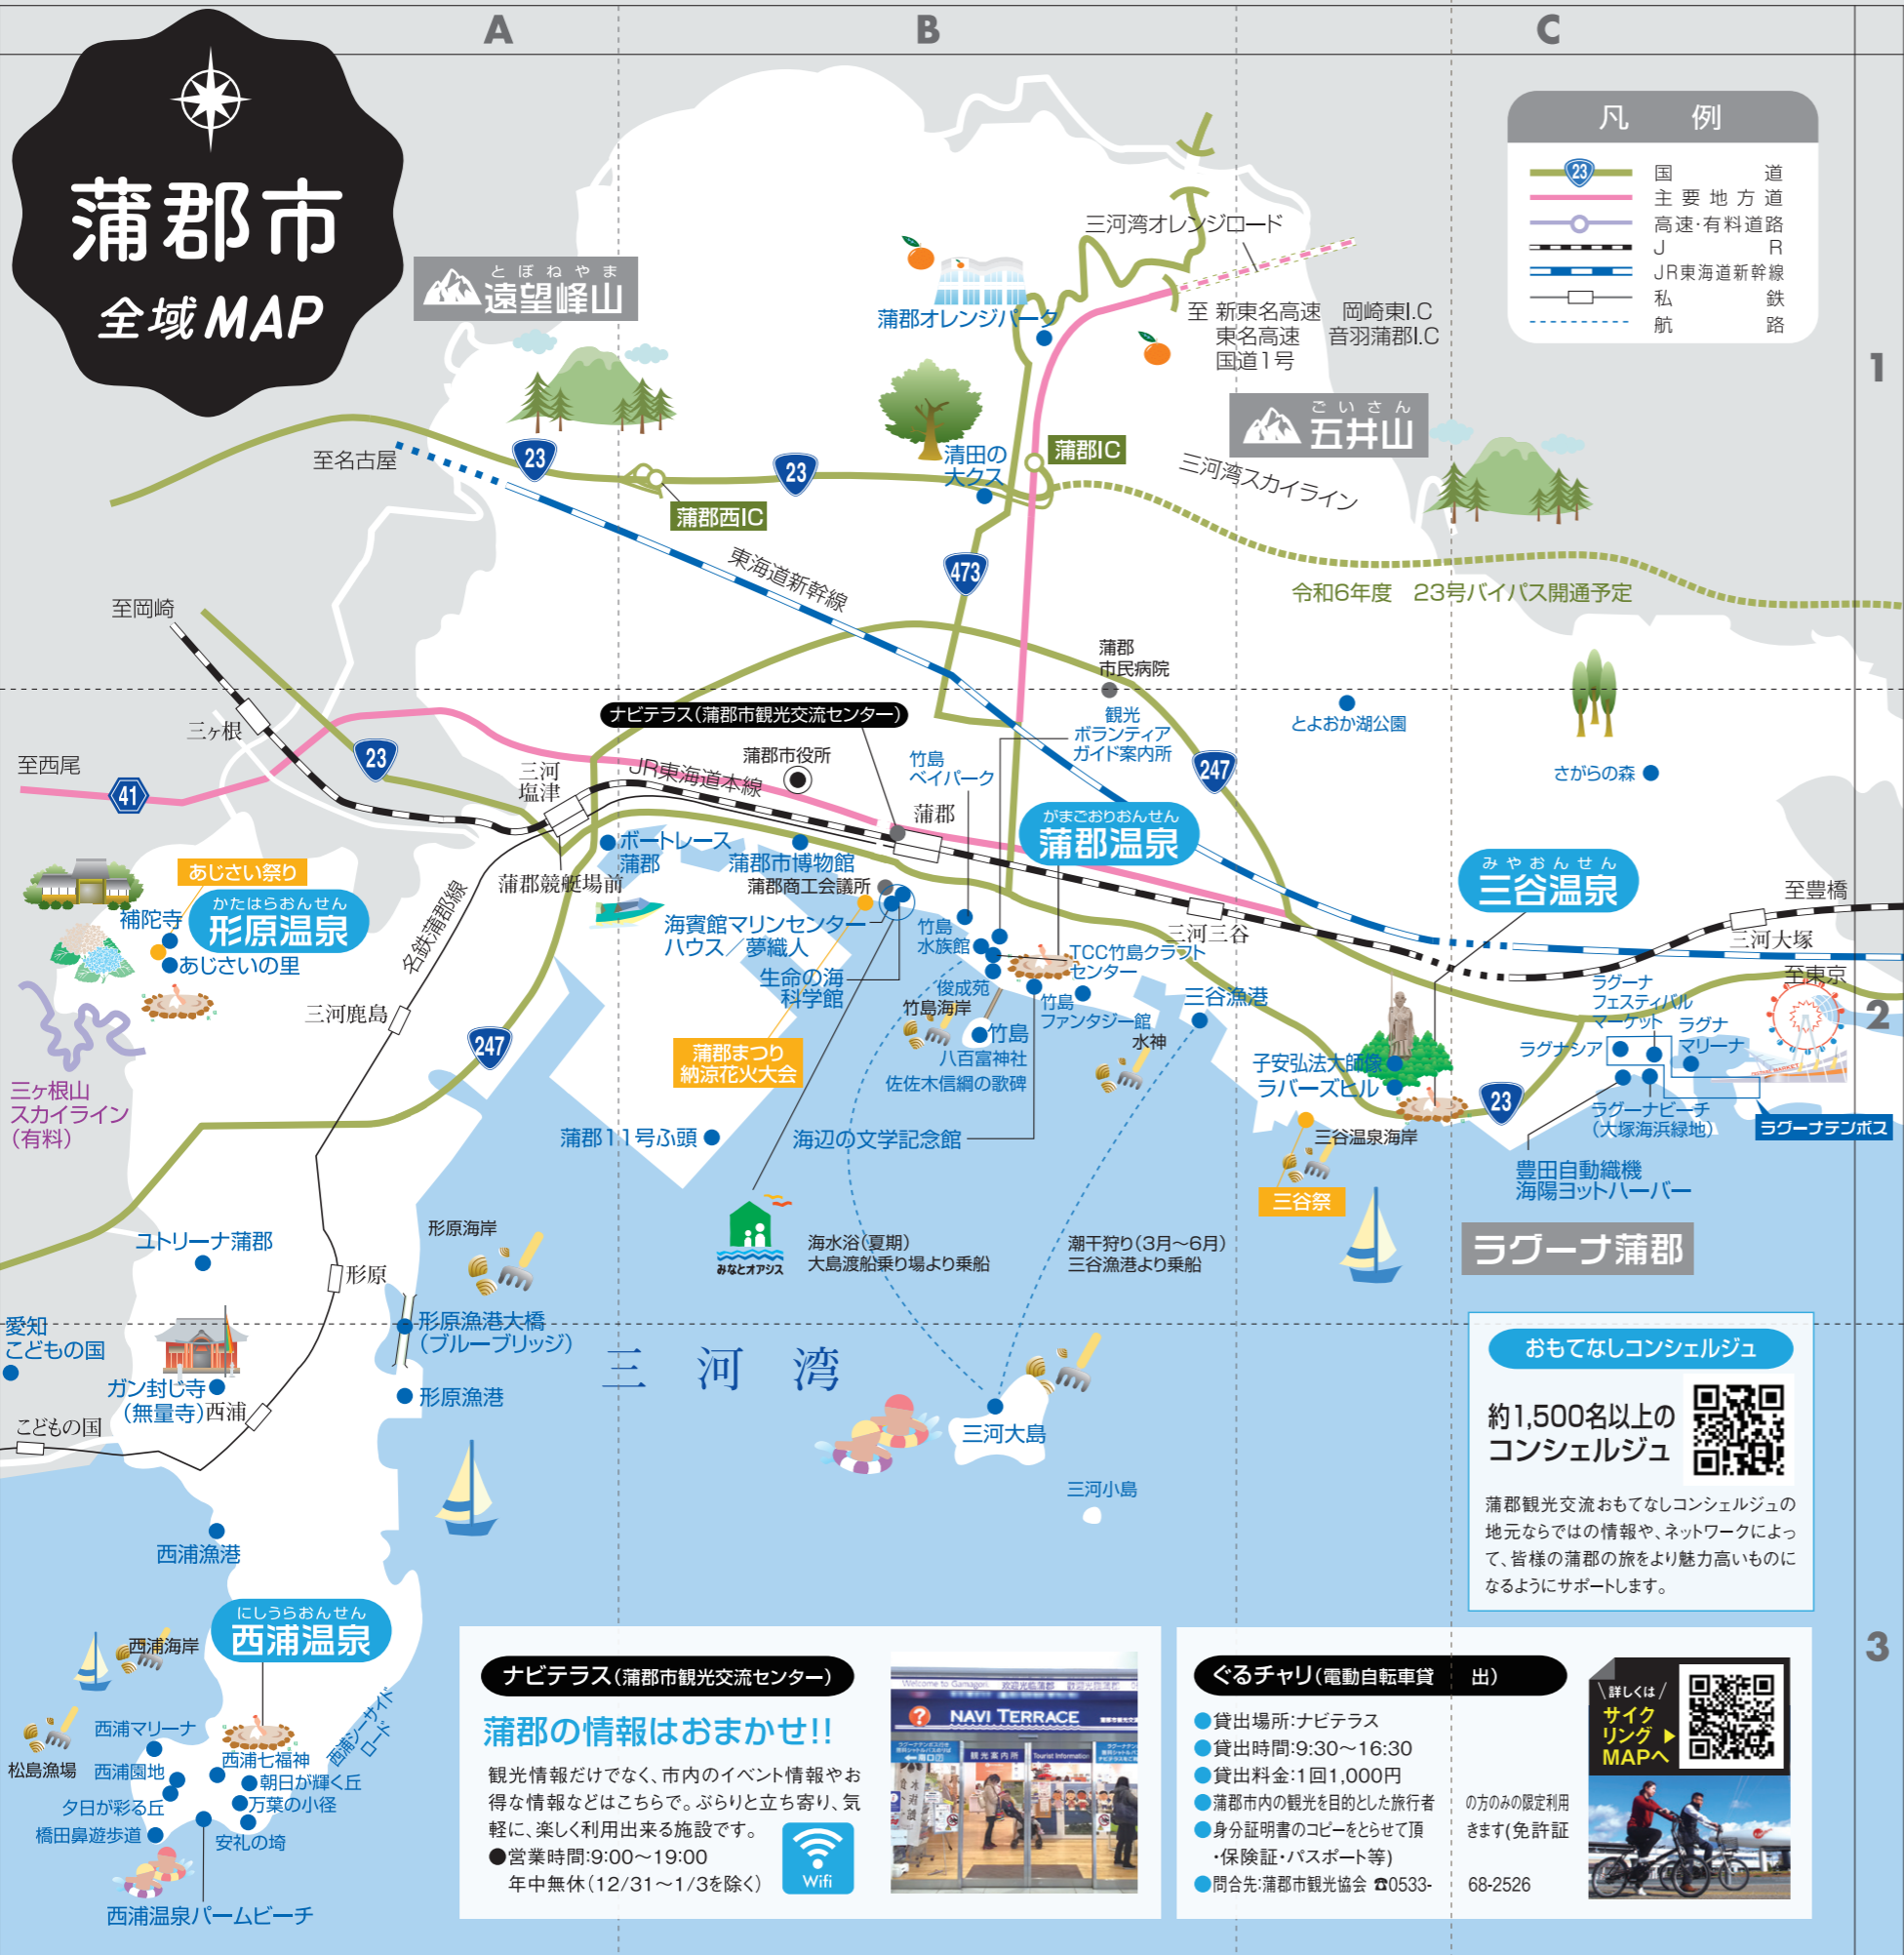 A
B
C
1
2
3
蒲郡市
全域MAP
凡例
23
国道
主要地方道
高速・有料道路
JR
JR東海道新幹線
私鉄
航路
とぼねやま
遠望峰山
三河湾オレンジロード
蒲郡オレンジパーク
至 新東名高速 岡崎東I.C
東名高速 音羽蒲郡I.C
国道1号
ごいさん
五井山
至名古屋
23
23
清田の
大クス
蒲郡IC
三河湾スカイライン
蒲郡西IC
東海道新幹線
473
令和6年度 23号バイパス開通予定
至岡崎
蒲郡
市民病院
三ヶ根
ナビテラス(蒲郡市観光交流センター)
観光
ボランティア
ガイド案内所
とよおか湖公園
至西尾
41
23
三河
塩津
JR東海道本線
蒲郡市役所
竹島
ベイパーク
247
さがらの森
蒲郡
がまごおりおんせん
蒲郡温泉
ボートレース
蒲郡
蒲郡市博物館
蒲郡競艇場前
蒲郡商工会議所
みやおんせん
三谷温泉
至豊橋
あじさい祭り
かたはらおんせん
形原温泉
補陀寺
あじさいの里
名鉄蒲郡線
海賓館マリンセンター
ハウス/夢織人
生命の海
科学館
竹島
水族館
TCC竹島クラフト
センター
三河三谷
三河大塚
至東京
俊成苑
竹島海岸
竹島
ファンタジー館
三谷漁港
ラグーナ
フェスティバル
マーケット
ラグナ
マリーナ
ラグナシア
三河鹿島
247
竹島
八百富神社
佐佐木信綱の歌碑
水神
蒲郡まつり
納涼花火大会
子安弘法大師像
ラバーズヒル
23
ラグーナビーチ
(大塚海浜緑地)
ラグーナテンボス
三ヶ根山
スカイライン
(有料)
蒲郡11号ふ頭
海辺の文学記念館
三谷温泉海岸
三谷祭
豊田自動織機
海陽ヨットハーバー
ラグーナ蒲郡
ユトリーナ蒲郡
形原海岸
みなとオアシス
海水浴(夏期)
大島渡船乗り場より乗船
潮干狩り(3月〜6月)
三谷漁港より乗船
形原
形原漁港大橋
(ブルーブリッジ)
愛知
こどもの国
ガン封じ寺
(無量寺)
西浦
形原漁港
こどもの国
三河湾
三河大島
三河小島
おもてなしコンシェルジュ
約1,500名以上の
コンシェルジュ
蒲郡観光交流おもてなしコンシェルジュの
地元ならではの情報や、ネットワークによっ
て、皆様の蒲郡の旅をより魅力高いものに
なるようにサポートします。
西浦漁港
にしうらおんせん
西浦温泉
西浦海岸
西浦シーサイド
ロード
松島漁場
西浦マリーナ
西浦園地
夕日が彩る丘
橋田鼻遊歩道
西浦七福神
朝日が輝く丘
万葉の小径
安礼の埼
西浦温泉パームビーチ
ナビテラス(蒲郡市観光交流センター)
蒲郡の情報はおまかせ!!
観光情報だけでなく、市内のイベント情報やお
得な情報などはこちらで。ぶらりと立ち寄り、気
軽に、楽しく利用出来る施設です。
●営業時間:9:00〜19:00
年中無休(12/31〜1/3を除く)
Wifi
Welcome to Gamagori
NAVI TERRACE
観光案内所
Tourist Information
ぐるチャリ(電動自転車貸 出)
●貸出場所:ナビテラス
●貸出時間:9:30〜16:30
●貸出料金:1回1,000円
●蒲郡市内の観光を目的とした旅行者 の方のみの限定利用
●身分証明書のコピーをとらせて頂 きます(免許証
・保険証・パスポート等)
●問合先:蒲郡市観光協会 ☎0533- 68-2526
\詳しくは/
サイク
リング
MAPへ